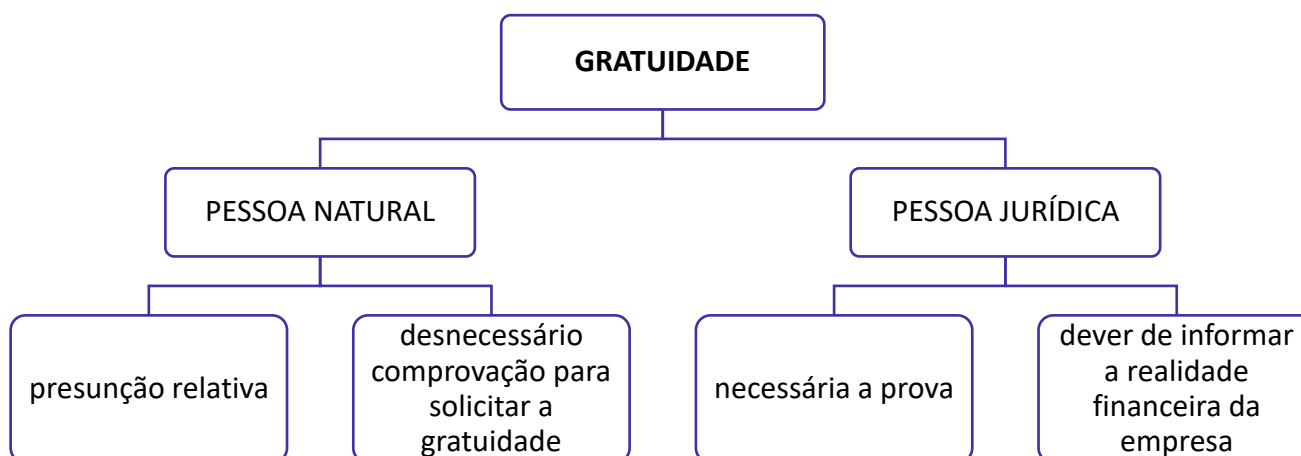 GRATUIDADE
PESSOA NATURAL
PESSOA JURÍDICA
presunção relativa
desnecessário
comprovação para
solicitar a
gratuidade
necessária a prova
dever de informar
a realidade
financeira da
empresa